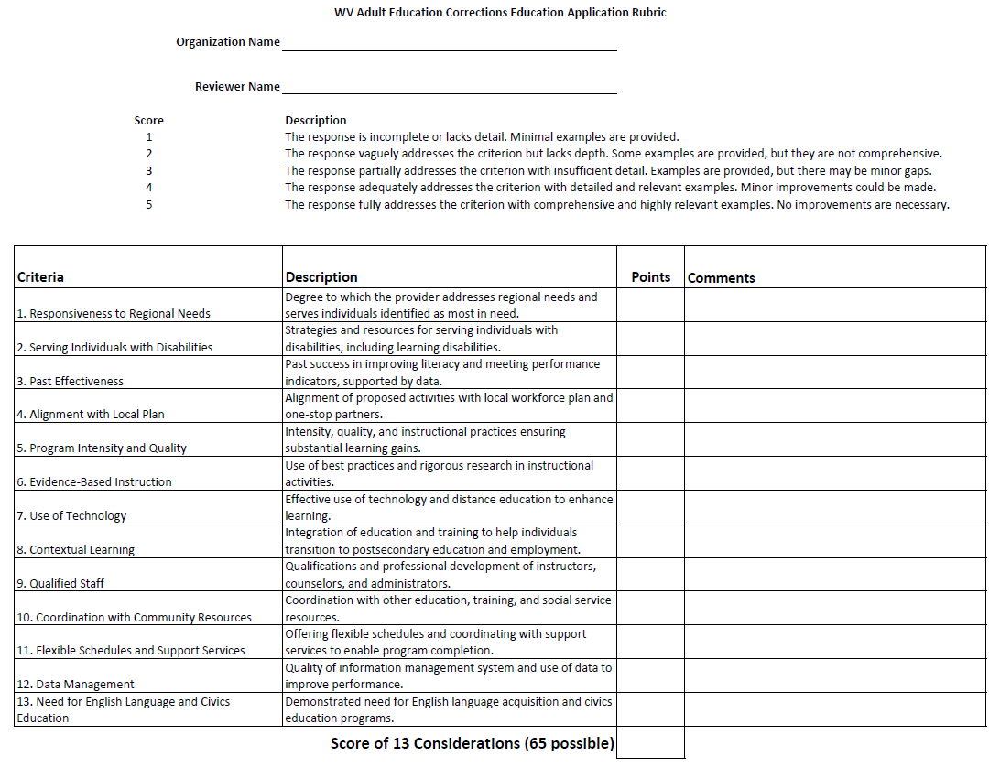 WV Adult Education Corrections Education Application Rubric
Organization Name
Reviewer Name
Score Description
1 The response is incomplete or lacks detail. Minimal examples are provided.
2 The response vaguely addresses the criterion but lacks depth. Some examples are provided, but they are not comprehensive.
3 The response partially addresses the criterion with insufficient detail. Examples are provided, but there may be minor gaps.
4 The response adequately addresses the criterion with detailed and relevant examples. Minor improvements could be made.
5 The response fully addresses the criterion with comprehensive and highly relevant examples. No improvements are necessary.
Criteria Description Points Comments
Degree to which the provider addresses regional needs and
1. Responsiveness to Regional Needs serves individuals identified as most in need.
Strategies and resources for serving individuals with
2. Serving Individuals with Disabilities disabilities, including learning disabilities.
Past success in improving literacy and meeting performance
3. Past Effectiveness indicators, supported by data.
Alignment of proposed activities with local workforce plan and
4. Alignment with Local Plan one-stop partners.
Intensity, quality, and instructional practices ensuring
5. Program Intensity and Quality substantial learning gains.
Use of best practices and rigorous research in instructional
6. Evidence-Based Instruction activities.
Effective use of technology and distance education to enhance
7. Use of Technology learning.
Integration of education and training to help individuals
8. Contextual Learning transition to postsecondary education and employment.
Qualifications and professional development of instructors,
9. Qualified Staff counselors, and administrators.
Coordination with other education, training, and social service
10. Coordination with Community Resources resources.
Offering flexible schedules and coordinating with support
11. Flexible Schedules and Support Services services to enable program completion.
Quality of information management system and use of data to
12. Data Management improve performance.
13. Need for English Language and Civics Demonstrated need for English language acquisition and civics
Education education programs.
Score of 13 Considerations (65 possible)